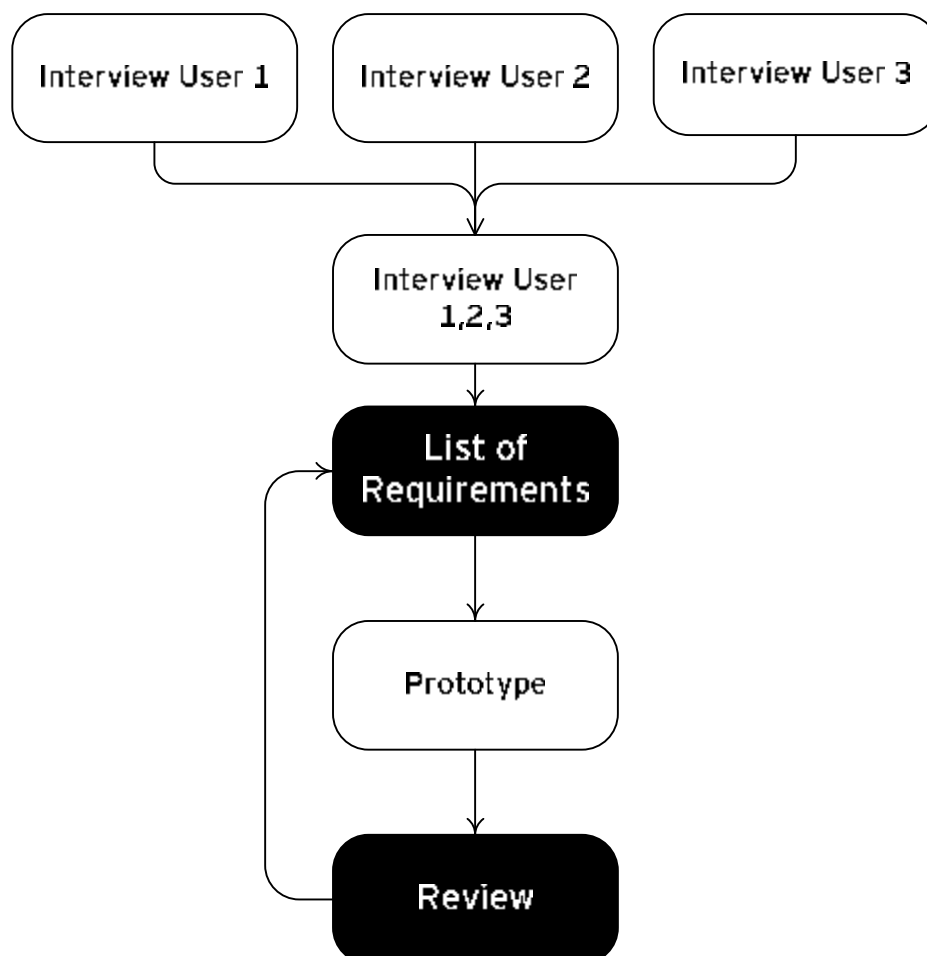 Interview User 1
Interview User 2
Interview User 3
Interview User
1,2,3
List of
Requirements
Prototype
Review